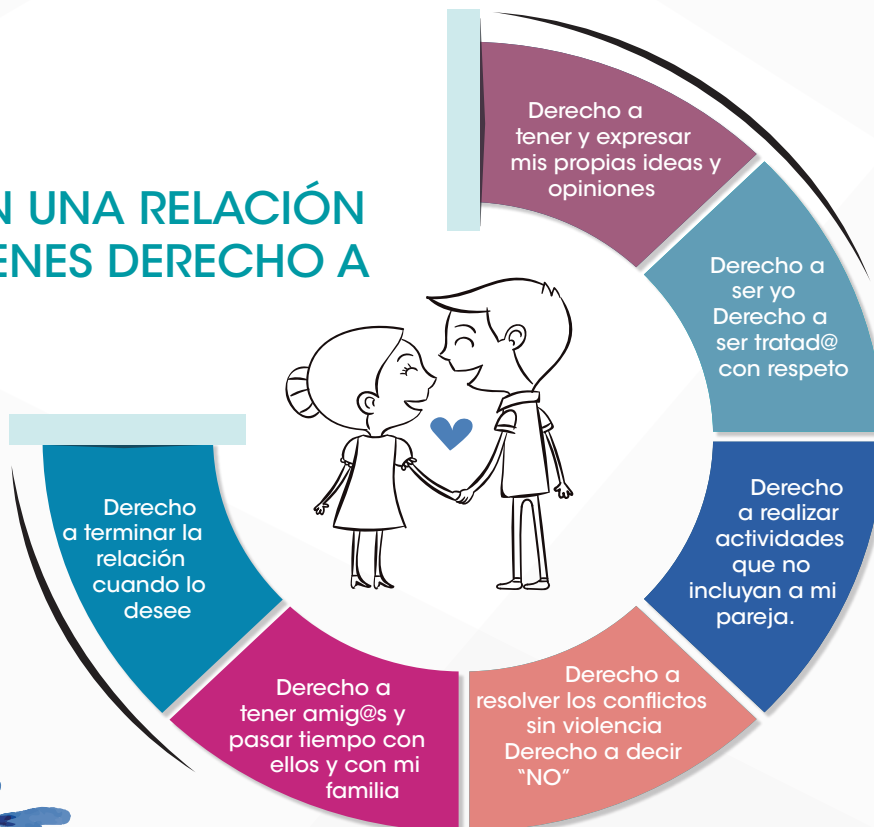 N UNA RELACIÓN
ENES DERECHO A
Derecho a
tener y expresar
mis propias ideas y
opiniones
Derecho a
ser yo
Derecho a
ser tratad@
con respeto
Derecho
a realizar
actividades
que no
incluyan a mi
pareja.
Derecho a
resolver los conflictos
sin violencia
Derecho a decir
"NO"
Derecho a
tener amig@s y
pasar tiempo con
ellos y con mi
familia
Derecho
a terminar la
relación
cuando lo
desee